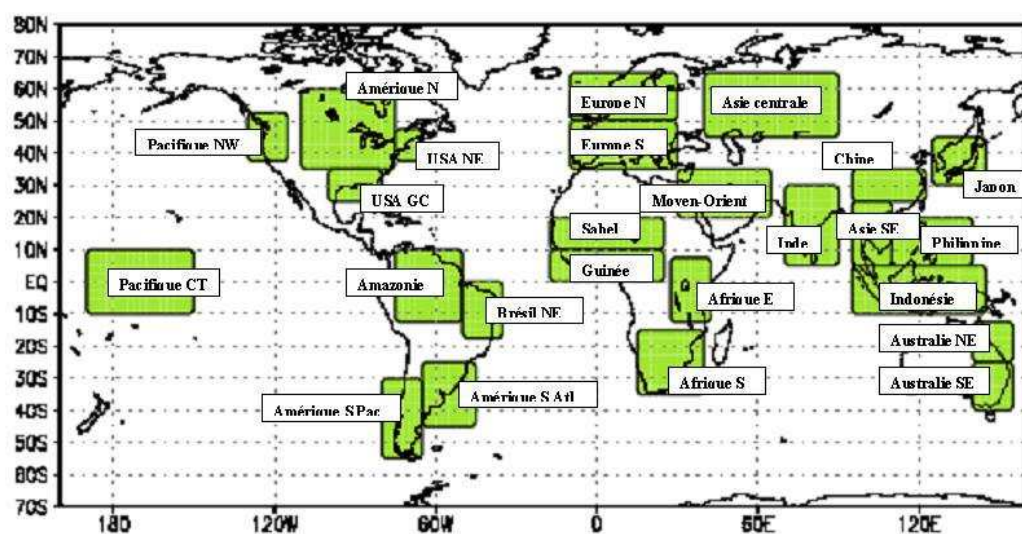 80N
70N
60N
50N
40N
30N
20N
10N
EQ
10S
20S
30S
40S
50S
60S
70S
Amérique N
Europe N
Asie centrale
Pacifique NW
USA NE
Europe S
Chine
Japon
USA GC
Moyen-Orient
Sahel
Inde
Asie SE
Philippine
Pacifique CT
Amazonie
Guinée
Afrique E
Indonésie
Brésil NE
Australie NE
Amérique S Pac
Amérique S Atl
Afrique S
Australie SE
180
120W
60W
0
60E
120E